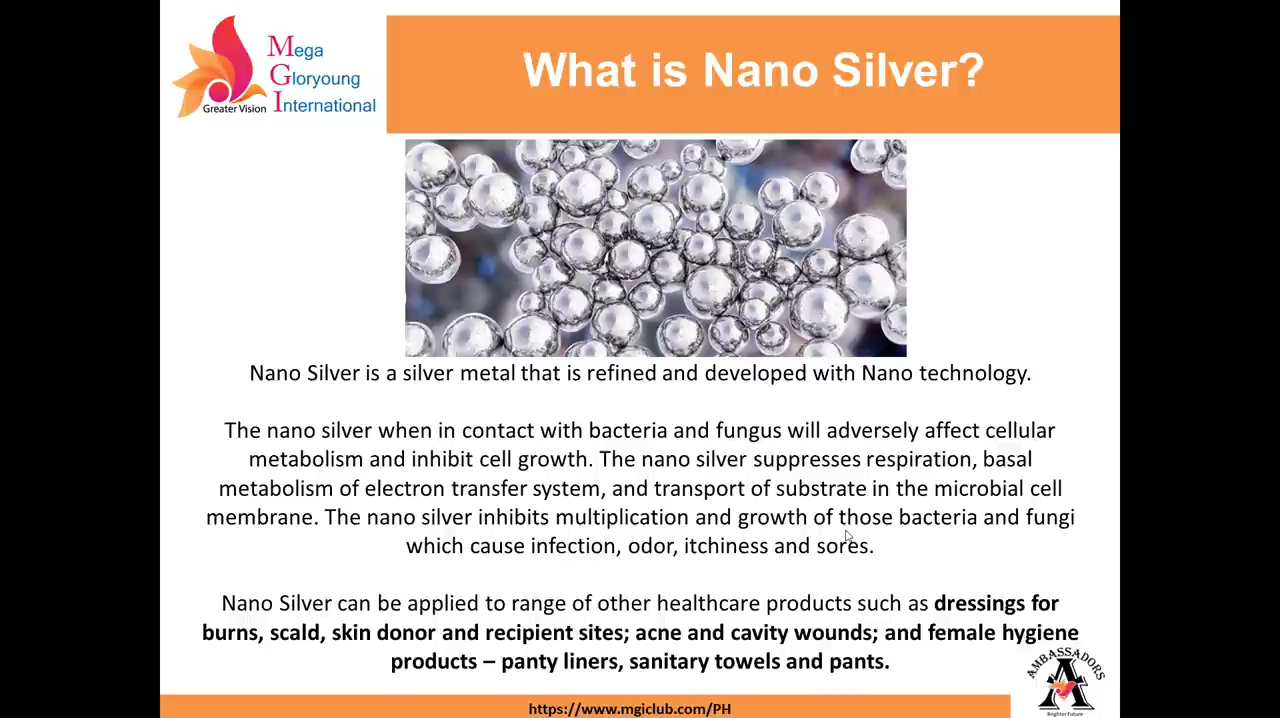 Mega
Gloryoung
International
Greater Vision
What is Nano Silver?
Nano Silver is a silver metal that is refined and developed with Nano technology.
The nano silver when in contact with bacteria and fungus will adversely affect cellular
metabolism and inhibit cell growth. The nano silver suppresses respiration, basal
metabolism of electron transfer system, and transport of substrate in the microbial cell
membrane. The nano silver inhibits multiplication and growth of those bacteria and fungi
which cause infection, odor, itchiness and sores.
Nano Silver can be applied to range of other healthcare products such as dressings for
burns, scald, skin donor and recipient sites; acne and cavity wounds; and female hygiene
products – panty liners, sanitary towels and pants.
AMBASSADORS
A
Brighter Future
https://www.mgiclub.com/PH